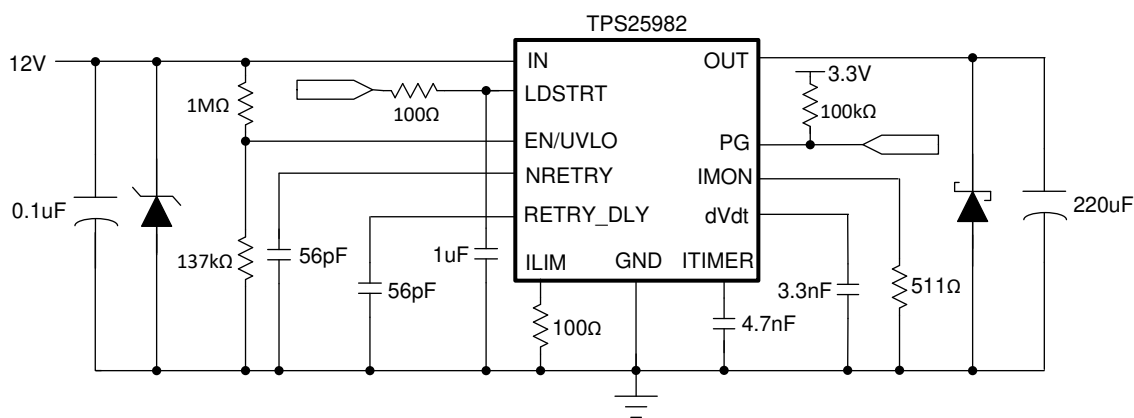 TPS25982
12V
IN
OUT
3.3V
LDSTRT
1MΩ
100Ω
100kΩ
EN/UVLO
PG
NRETRY
IMON
0.1uF
RETRY_DLY
dVdt
220uF
137kΩ
56pF
1uF
ILIM
GND
ITIMER
56pF
3.3nF
511Ω
100Ω
4.7nF